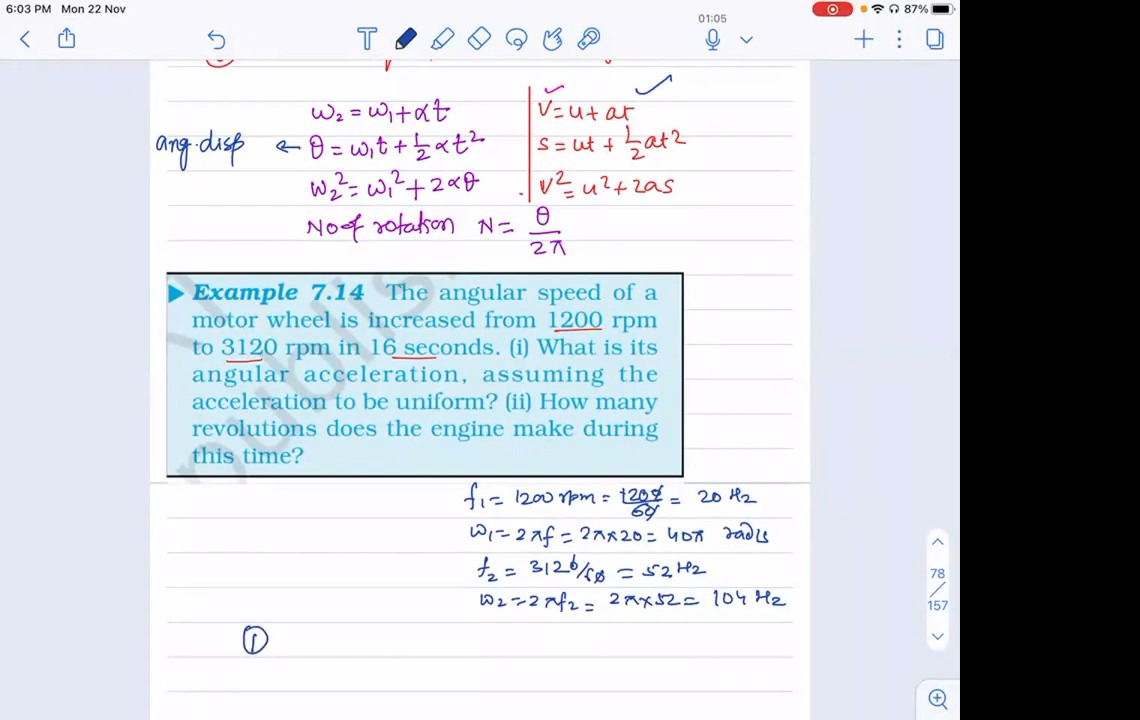 6:03 PM Mon 22 Nov
87%
01:05
ω₂ = ω₁ + αt
v = u + at
ang. disp ← θ = ω₁t + 1/2 αt²
s = ut + 1/2 at²
ω₂² = ω₁² + 2αθ
v² = u² + 2as
No of rotation N = θ/2π
▶ Example 7.14 The angular speed of a
motor wheel is increased from 1200 rpm
to 3120 rpm in 16 seconds. (i) What is its
angular acceleration, assuming the
acceleration to be uniform? (ii) How many
revolutions does the engine make during
this time?
f₁ = 1200 rpm = 1200/60 = 20 Hz
ω₁ = 2πf = 2π×20 = 40π rad/s
f₂ = 3120/60 = 52 Hz
ω₂ = 2πf₂ = 2π×52 = 104 Hz
①
78
/
157